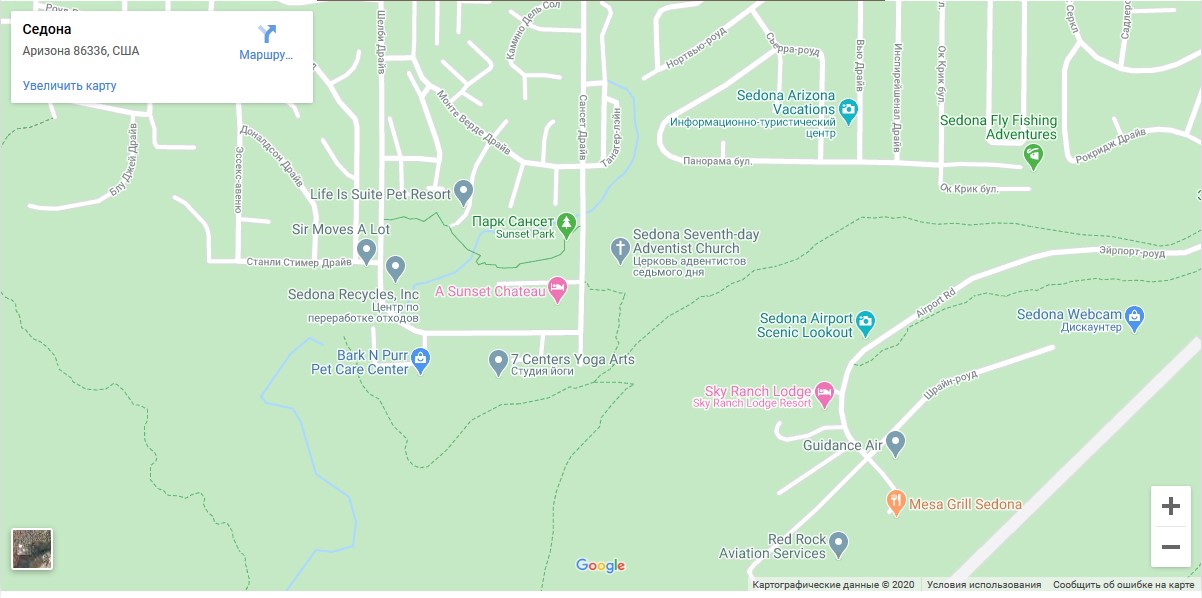 Седона
Аризона 86336, США
Маршру...
Увеличить карту
Шелби Драйв
Камино Дель Сол
Нортвью-роуд
Сьерра-роуд
Вью Драйв
Инспирейшенал Драйв
Ок Крик бул.
Серкл
Монте Верде Драйв
Сансет Драйв
Танагер-лэйн
Sedona Arizona
Vacations
Информационно-туристический
центр
Sedona Fly Fishing
Adventures
Рокридж Драйв
Панорама бул.
Ок Крик бул.
Блу Джей Драйв
Эссекс-авеню
Доналдсон Драйв
Life Is Suite Pet Resort
Парк Сансет
Sunset Park
Sir Moves A Lot
Станли Стимер Драйв
Sedona Seventh-day
Adventist Church
Церковь адвентистов
седьмого дня
Эйрпорт-роуд
Sedona Recycles, Inc
Центр по
переработке отходов
A Sunset Chateau
Airport Rd
Sedona Airport
Scenic Lookout
Sedona Webcam
Дискаунтер
Bark N Purr
Pet Care Center
7 Centers Yoga Arts
Студия йоги
Sky Ranch Lodge
Sky Ranch Lodge Resort
Шрайн-роуд
Guidance Air
Mesa Grill Sedona
Red Rock
Aviation Services
Google
Картографические данные © 2020
Условия использования
Сообщить об ошибке на карте